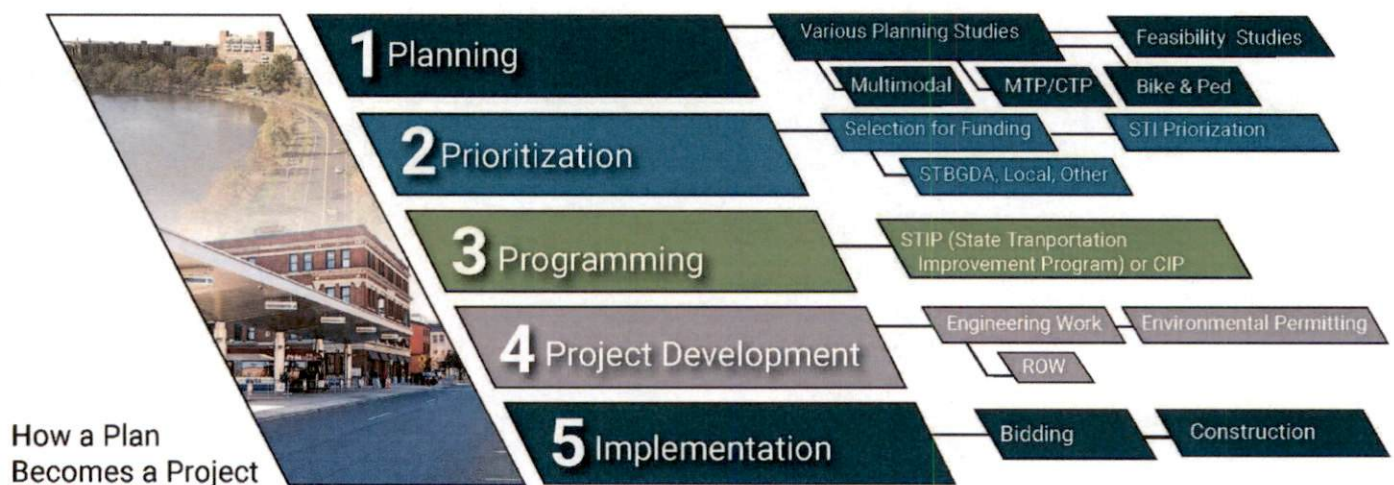 1 Planning
Various Planning Studies
Feasibility Studies
Multimodal
MTP/CTP
Bike & Ped
2 Prioritization
Selection for Funding
STI Priorization
STBGDA, Local, Other
3 Programming
STIP (State Tranportation
Improvement Program) or CIP
4 Project Development
Engineering Work
Environmental Permitting
ROW
5 Implementation
Bidding
Construction
How a Plan
Becomes a Project